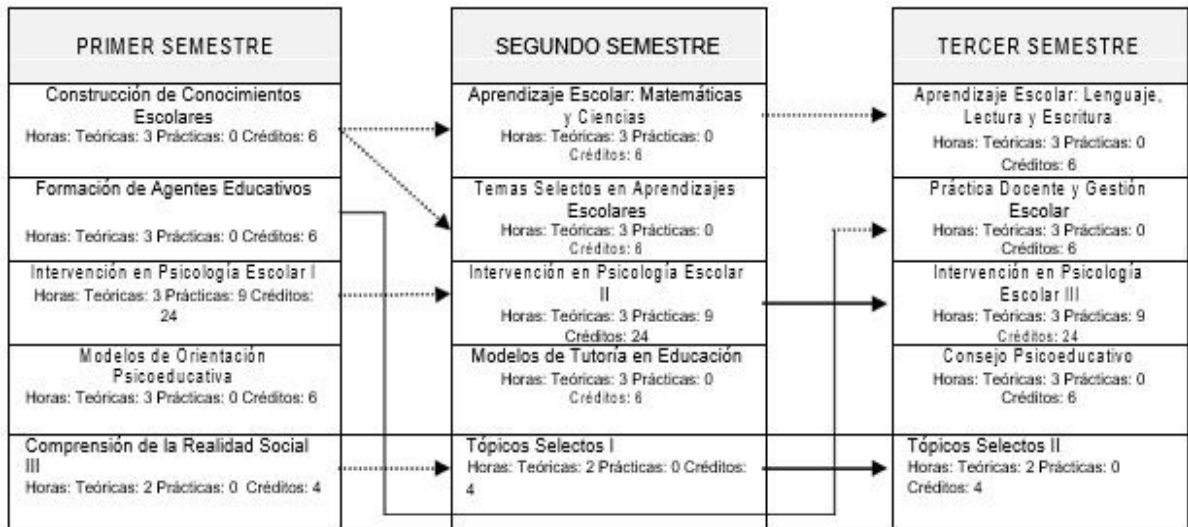 PRIMER SEMESTRE
Construcción de Conocimientos
Escolares
Horas: Teóricas: 3 Prácticas: 0 Créditos: 6
Formación de Agentes Educativos
Horas: Teóricas: 3 Prácticas: 0 Créditos: 6
Intervención en Psicología Escolar I
Horas: Teóricas: 3 Prácticas: 9 Créditos:
24
Modelos de Orientación
Psicoeducativa
Horas: Teóricas: 3 Prácticas: 0 Créditos: 6
Comprensión de la Realidad Social
III
Horas: Teóricas: 2 Prácticas: 0 Créditos: 4
SEGUNDO SEMESTRE
Aprendizaje Escolar: Matemáticas
y Ciencias
Horas: Teóricas: 3 Prácticas: 0
Créditos: 6
Temas Selectos en Aprendizajes
Escolares
Horas: Teóricas: 3 Prácticas: 0
Créditos: 6
Intervención en Psicología Escolar
II
Horas: Teóricas: 3 Prácticas: 9
Créditos: 24
Modelos de Tutoría en Educación
Horas: Teóricas: 3 Prácticas: 0
Créditos: 6
Tópicos Selectos I
Horas: Teóricas: 2 Prácticas: 0 Créditos:
4
TERCER SEMESTRE
Aprendizaje Escolar: Lenguaje,
Lectura y Escritura
Horas: Teóricas: 3 Prácticas: 0
Créditos: 6
Práctica Docente y Gestión
Escolar
Horas: Teóricas: 3 Prácticas: 0
Créditos: 6
Intervención en Psicología
Escolar III
Horas: Teóricas: 3 Prácticas: 9
Créditos: 24
Consejo Psicoeducativo
Horas: Teóricas: 3 Prácticas: 0
Créditos: 6
Tópicos Selectos II
Horas: Teóricas: 2 Prácticas: 0
Créditos: 4